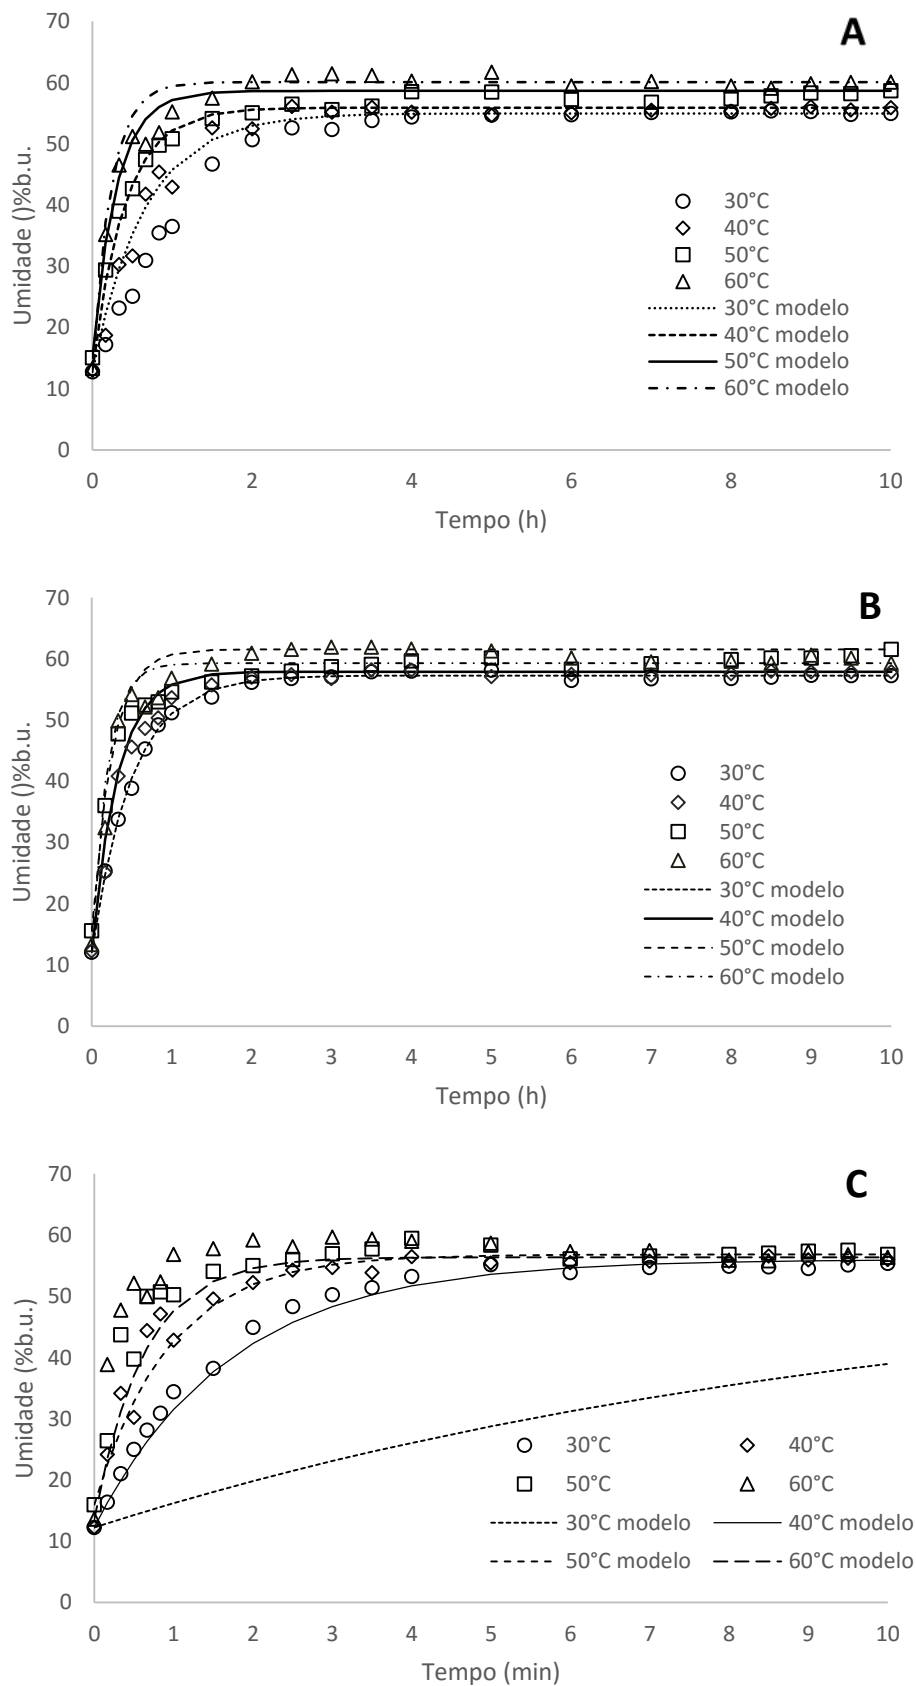 A
70
60
50
40
30
20
10
0
Umidade ()%b.u.
30°C
40°C
50°C
60°C
30°C modelo
40°C modelo
50°C modelo
60°C modelo
0 2 4 6 8 10
Tempo (h)
B
70
60
50
40
30
20
10
0
Umidade ()%b.u.
30°C
40°C
50°C
60°C
30°C modelo
40°C modelo
50°C modelo
60°C modelo
0 1 2 3 4 5 6 7 8 9 10
Tempo (h)
C
70
60
50
40
30
20
10
0
Umidade (%b.u.)
30°C 40°C
50°C 60°C
30°C modelo 40°C modelo
50°C modelo 60°C modelo
0 1 2 3 4 5 6 7 8 9 10
Tempo (min)